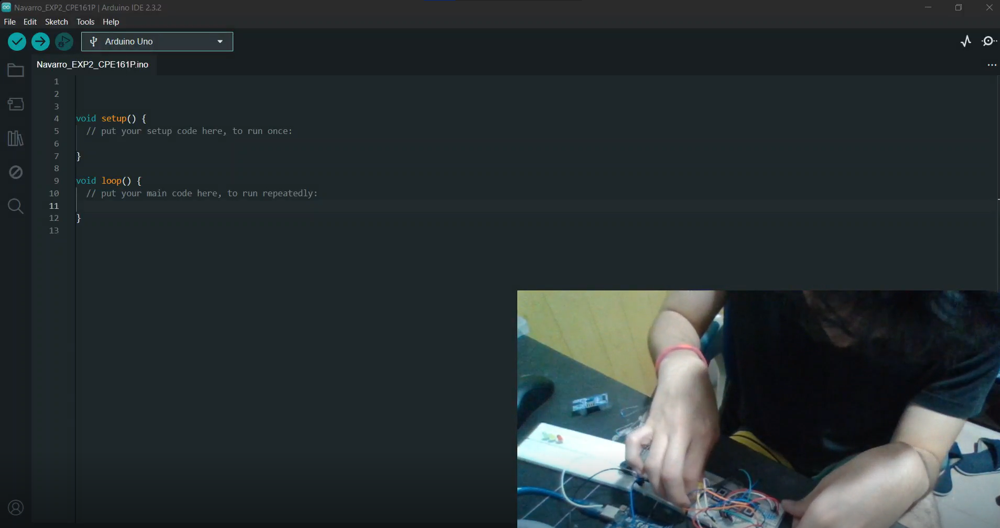 Navarro_EXP2_CPE161P | Arduino IDE 2.3.2
File Edit Sketch Tools Help
Arduino Uno
Navarro_EXP2_CPE161P.ino
1
2
3
4 void setup() {
5 // put your setup code here, to run once:
6
7 }
8
9 void loop() {
10 // put your main code here, to run repeatedly:
11
12 }
13